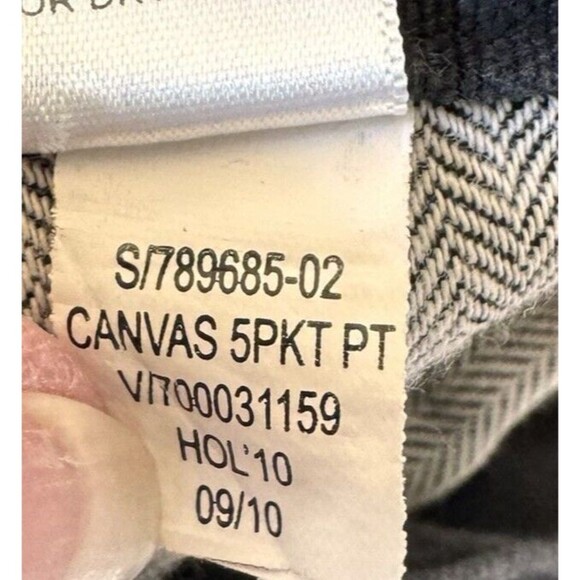 S/789685-02
CANVAS 5PKT PT
V/700031159
HOL'10
09/10